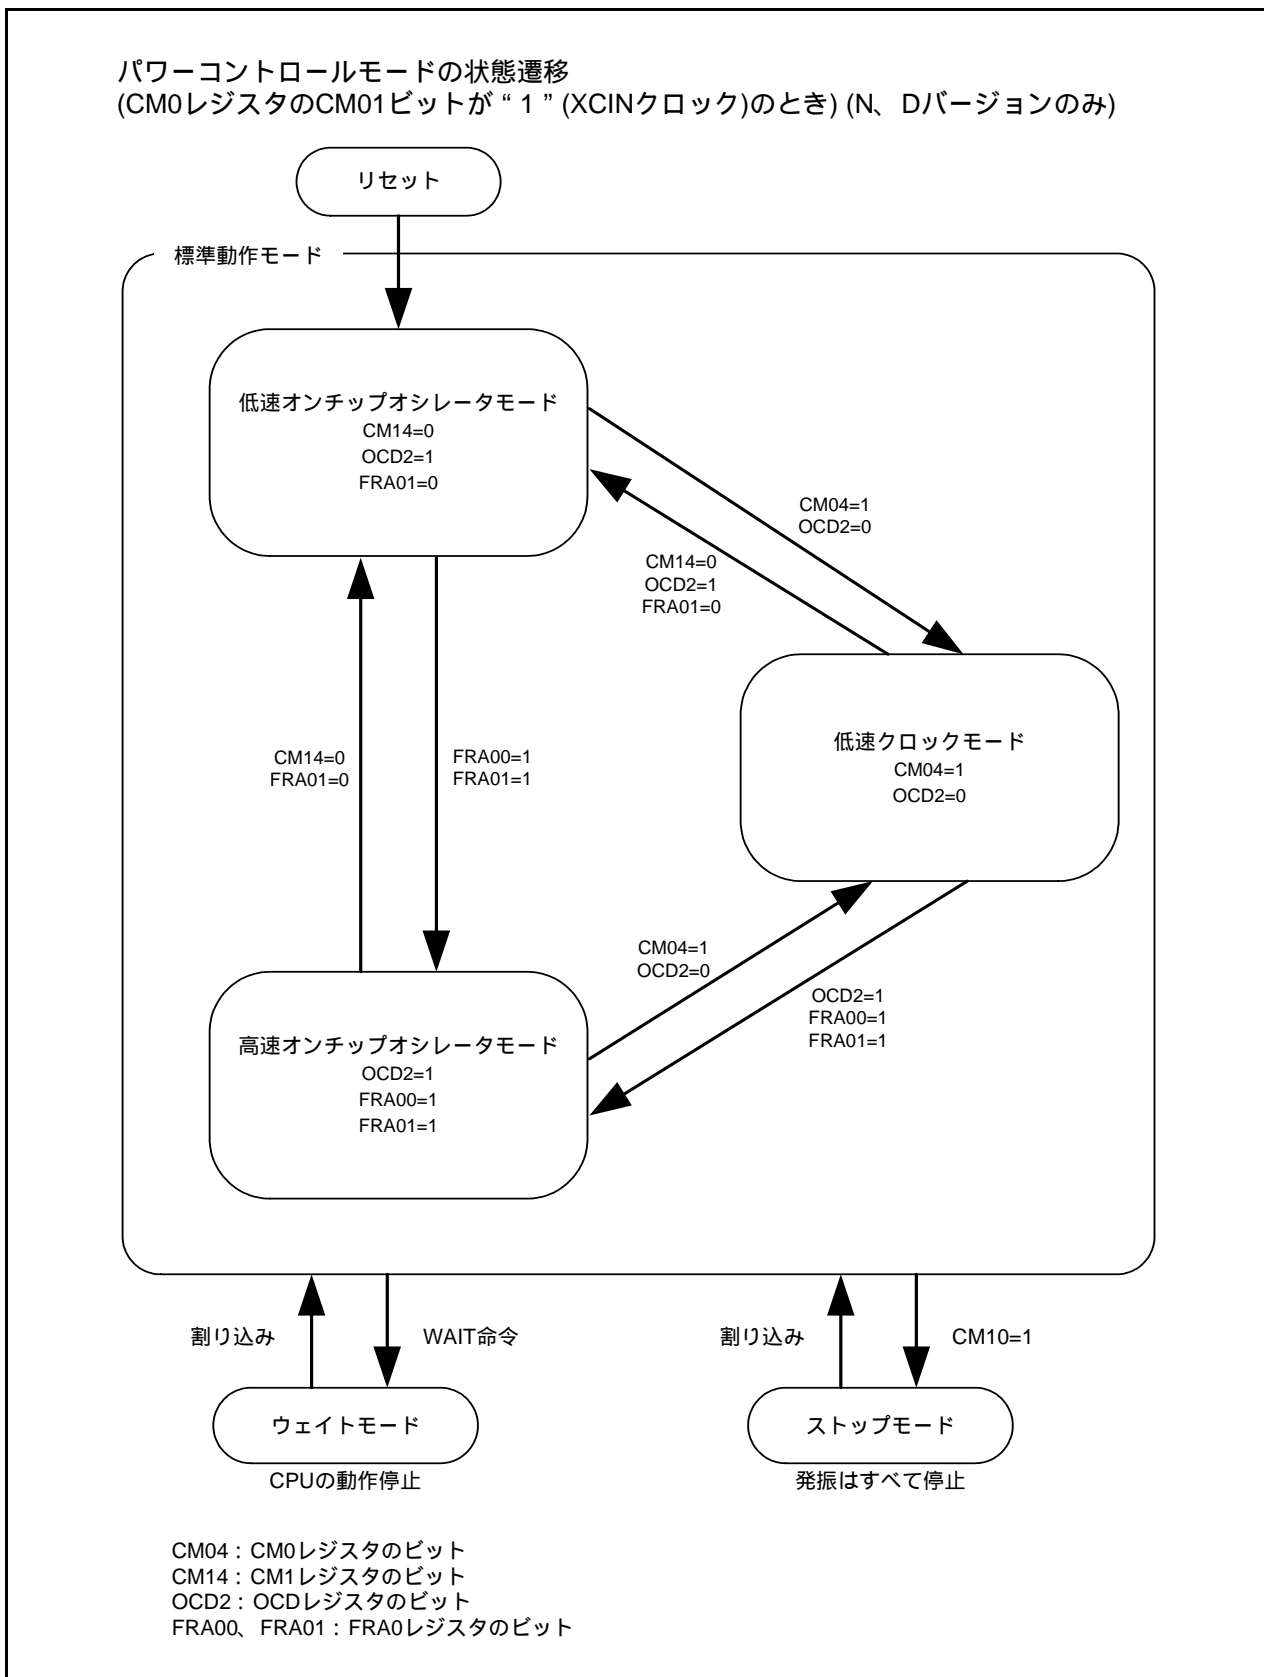 パワーコントロールモードの状態遷移
(CM0レジスタのCM01ビットが“1”(XCINクロック)のとき) (N、Dバージョンのみ)
リセット
標準動作モード
低速オンチップオシレータモード
CM14=0
OCD2=1
FRA01=0
CM04=1
OCD2=0
CM14=0
OCD2=1
FRA01=0
低速クロックモード
CM04=1
OCD2=0
CM14=0
FRA01=0
FRA00=1
FRA01=1
CM04=1
OCD2=0
OCD2=1
FRA00=1
FRA01=1
高速オンチップオシレータモード
OCD2=1
FRA00=1
FRA01=1
割り込み
WAIT命令
割り込み
CM10=1
ウェイトモード
ストップモード
CPUの動作停止
発振はすべて停止
CM04：CM0レジスタのビット
CM14：CM1レジスタのビット
OCD2：OCDレジスタのビット
FRA00、FRA01：FRA0レジスタのビット